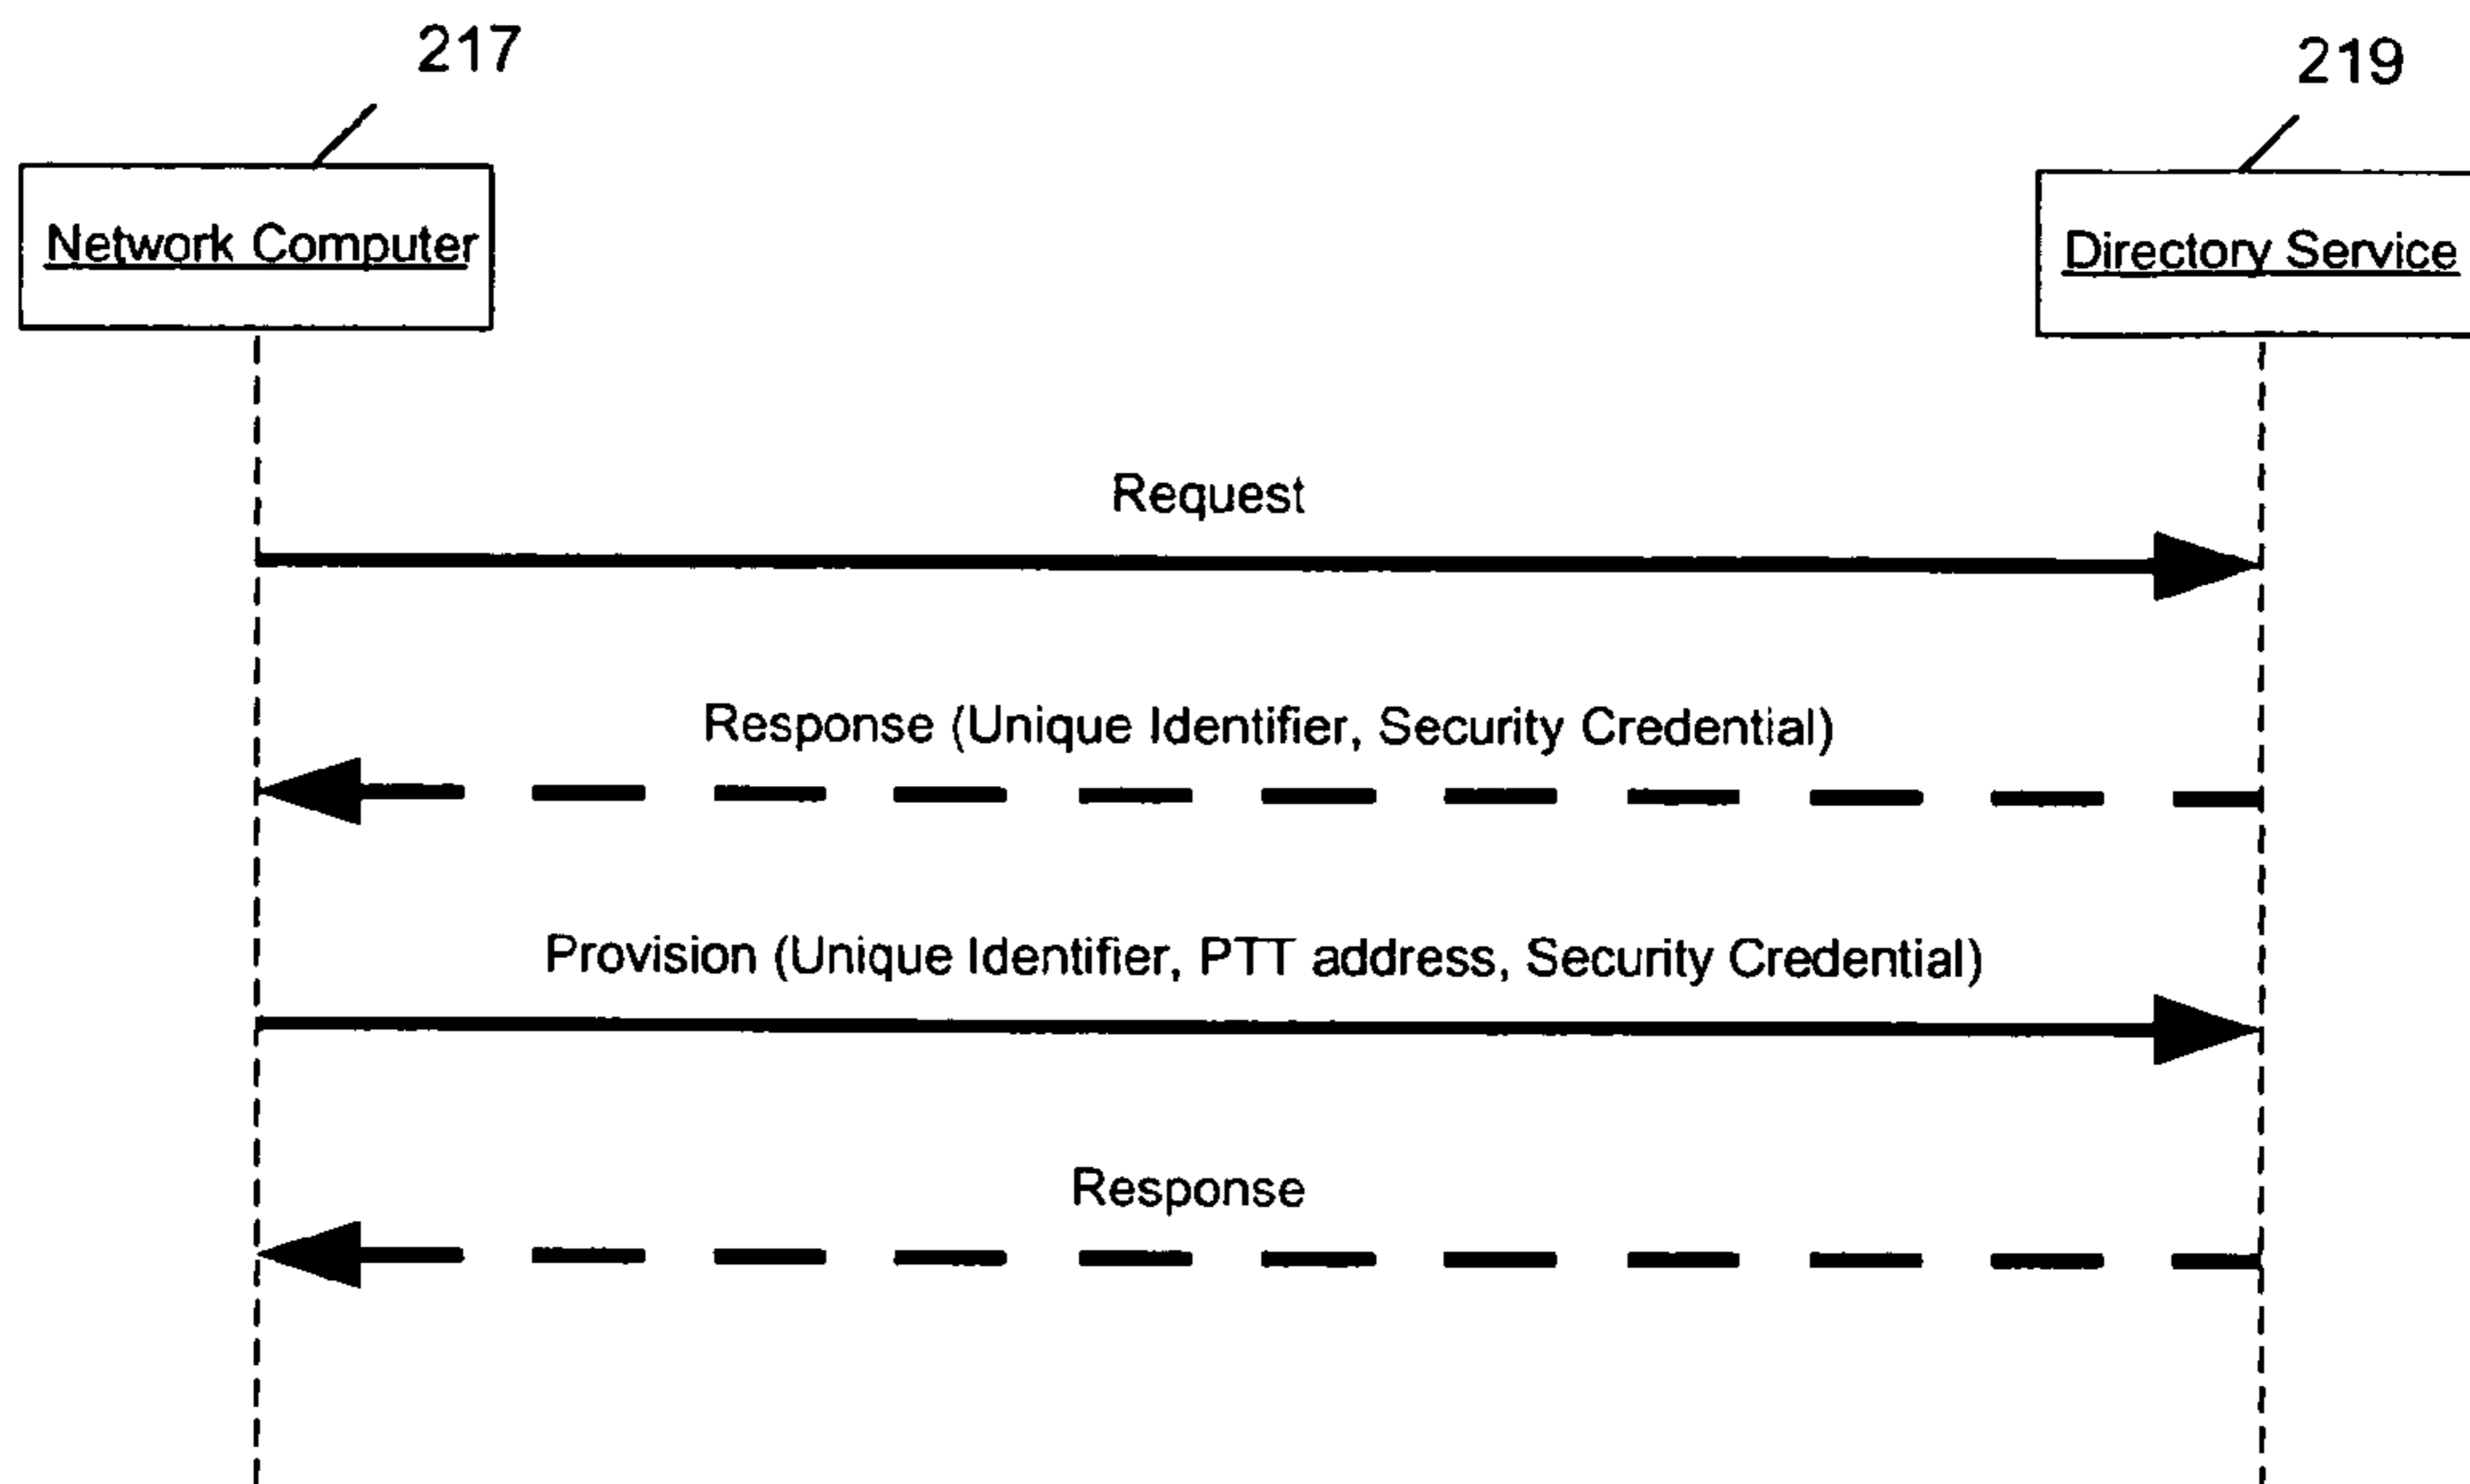 217
219
Network Computer
Directory Service
Request
Response (Unique Identifier, Security Credential)
Provision (Unique Identifier, PTT address, Security Credential)
Response